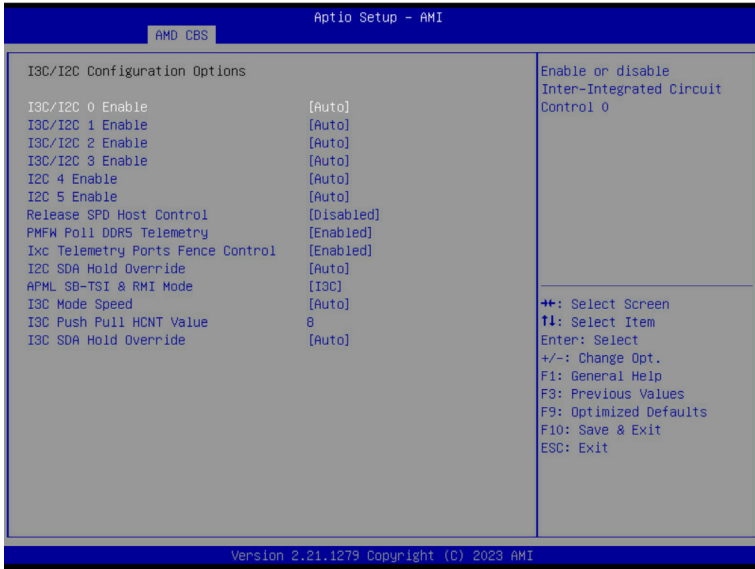 Aptio Setup – AMI
AMD CBS
I3C/I2C Configuration Options
I3C/I2C 0 Enable [Auto]
I3C/I2C 1 Enable [Auto]
I3C/I2C 2 Enable [Auto]
I3C/I2C 3 Enable [Auto]
I2C 4 Enable [Auto]
I2C 5 Enable [Auto]
Release SPD Host Control [Disabled]
PMFW Poll DDR5 Telemetry [Enabled]
Ixc Telemetry Ports Fence Control [Enabled]
I2C SDA Hold Override [Auto]
APML SB-TSI & RMI Mode [I3C]
I3C Mode Speed [Auto]
I3C Push Pull HCNT Value 8
I3C SDA Hold Override [Auto]
Enable or disable
Inter-Integrated Circuit
Control 0
→←: Select Screen
↑↓: Select Item
Enter: Select
+/-: Change Opt.
F1: General Help
F3: Previous Values
F9: Optimized Defaults
F10: Save & Exit
ESC: Exit
Version 2.21.1279 Copyright (C) 2023 AMI